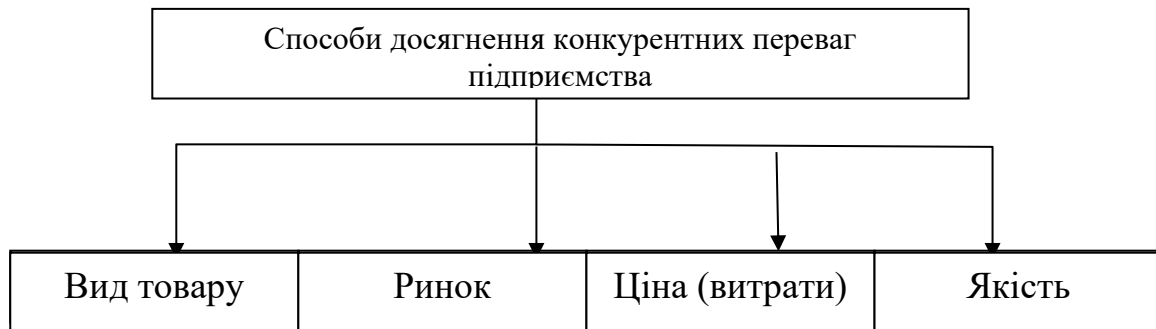 Способи досягнення конкурентних переваг
підприємства
Вид товару
Ринок
Ціна (витрати)
Якість